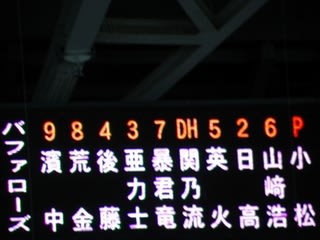 バファローズ
9 濱中
8 荒金
4 後藤
3 亜力士
7 暴君竜
DH 関乃流
5 英火
2 日高
6 山崎浩
P 小松